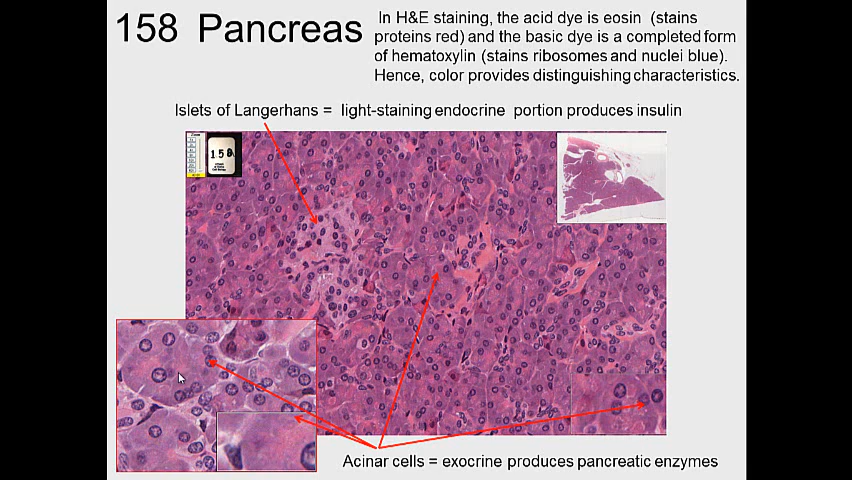 158 Pancreas
In H&E staining, the acid dye is eosin (stains
proteins red) and the basic dye is a completed form
of hematoxylin (stains ribosomes and nuclei blue).
Hence, color provides distinguishing characteristics.
Islets of Langerhans = light-staining endocrine portion produces insulin
158
Acinar cells = exocrine produces pancreatic enzymes